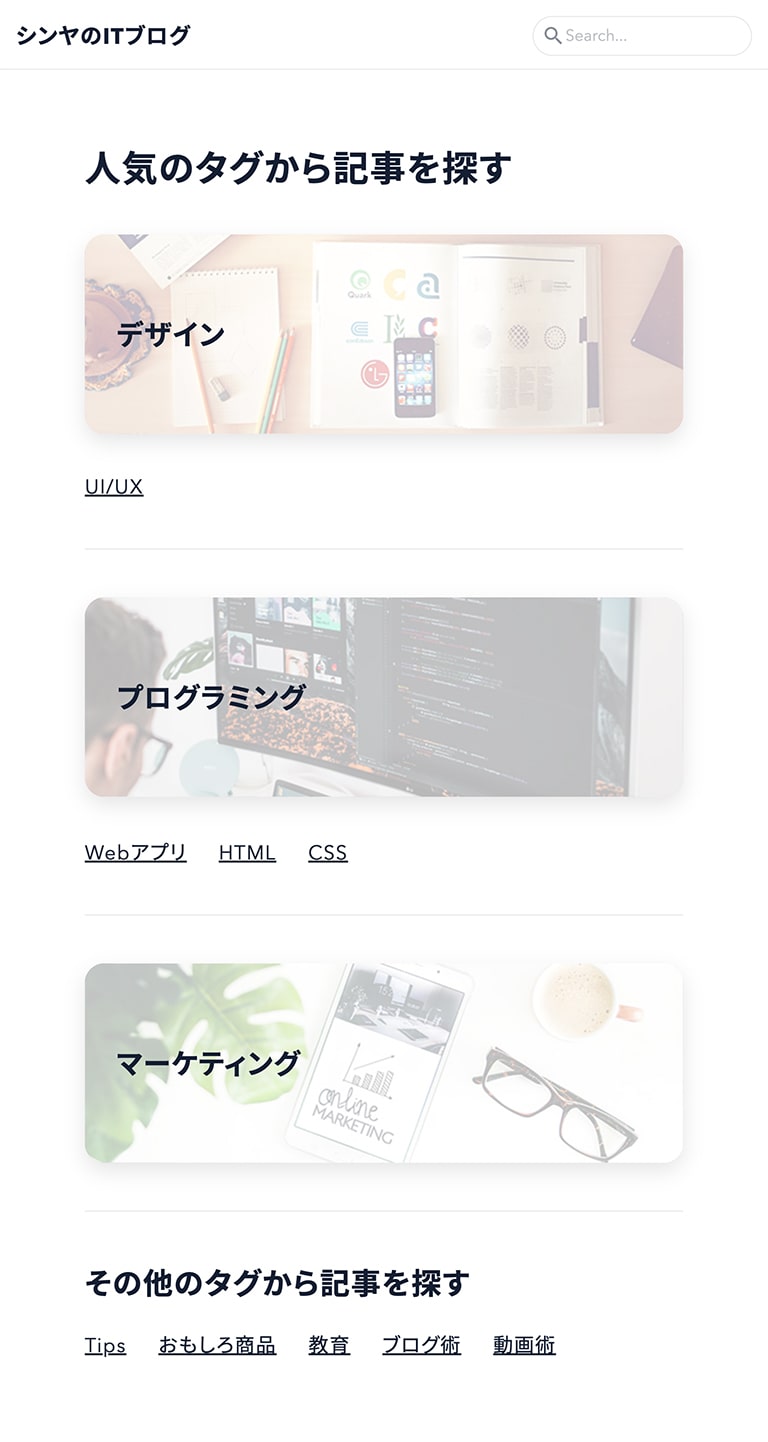 シンヤのITブログ
Search...
人気のタグから記事を探す
Quark
デザイン
UI/UX
プログラミング
Webアプリ HTML CSS
マーケティング
Online
MARKETING
その他のタグから記事を探す
Tips おもしろ商品 教育 ブログ術 動画術